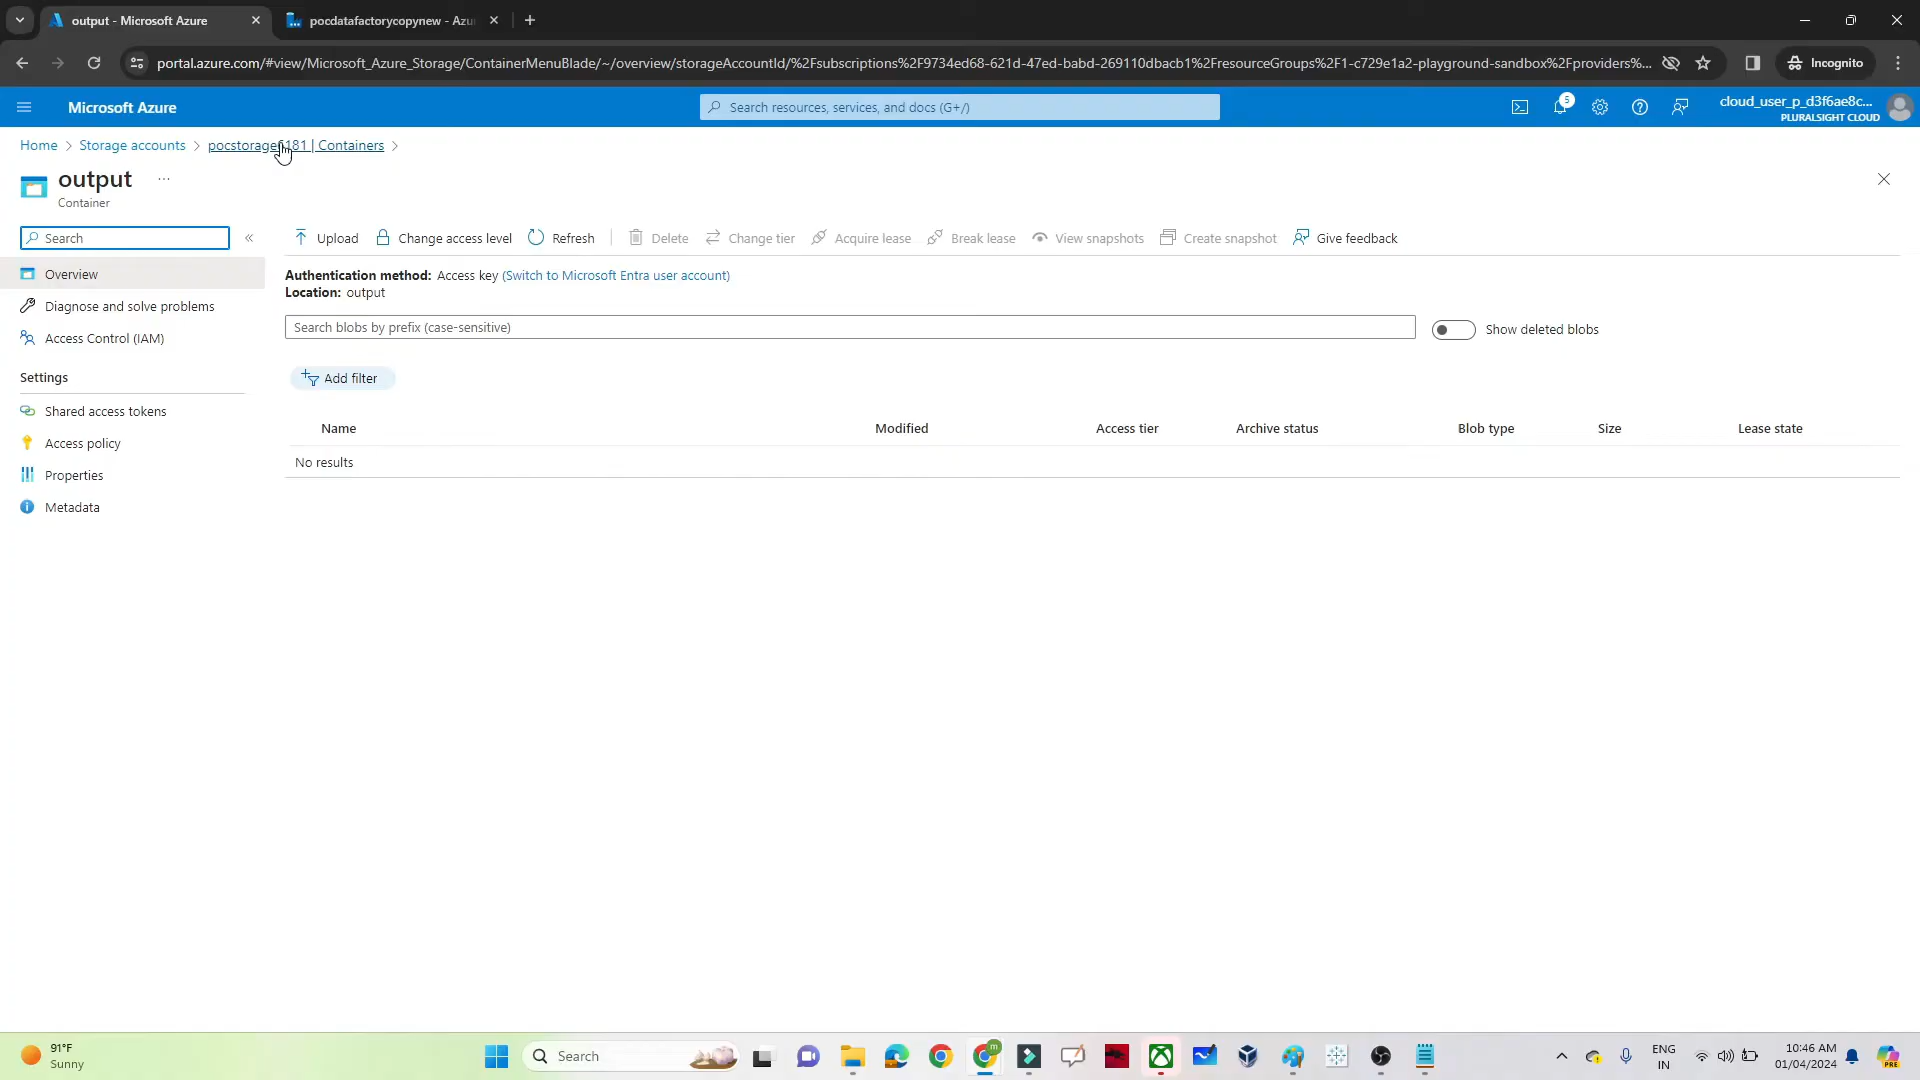 output - Microsoft Azure
pocdatafactorycopynew - Azu
portal.azure.com/#view/Microsoft_Azure_Storage/ContainerMenuBlade/~/overview/storageAccountId/%2Fsubscriptions%2F9734ed68-621d-47ed-babd-269110dbacb1%2FresourceGroups%2F1-c729e1a2-playground-sandbox%2Fproviders%...
Incognito
Microsoft Azure
Search resources, services, and docs (G+/)
5
cloud_user_p_d3f6ae8c...
PLURALSIGHT CLOUD
Home > Storage accounts > pocstorage6181 | Containers >
output ...
Container
Search
«
Upload
Change access level
Refresh
Delete
Change tier
Acquire lease
Break lease
View snapshots
Create snapshot
Give feedback
Overview
Diagnose and solve problems
Access Control (IAM)
Settings
Shared access tokens
Access policy
Properties
Metadata
Authentication method: Access key (Switch to Microsoft Entra user account)
Location: output
Search blobs by prefix (case-sensitive)
Show deleted blobs
Add filter
Name Modified Access tier Archive status Blob type Size Lease state
No results
91°F
Sunny
Search
m
ENG
IN
10:46 AM
01/04/2024
PRE